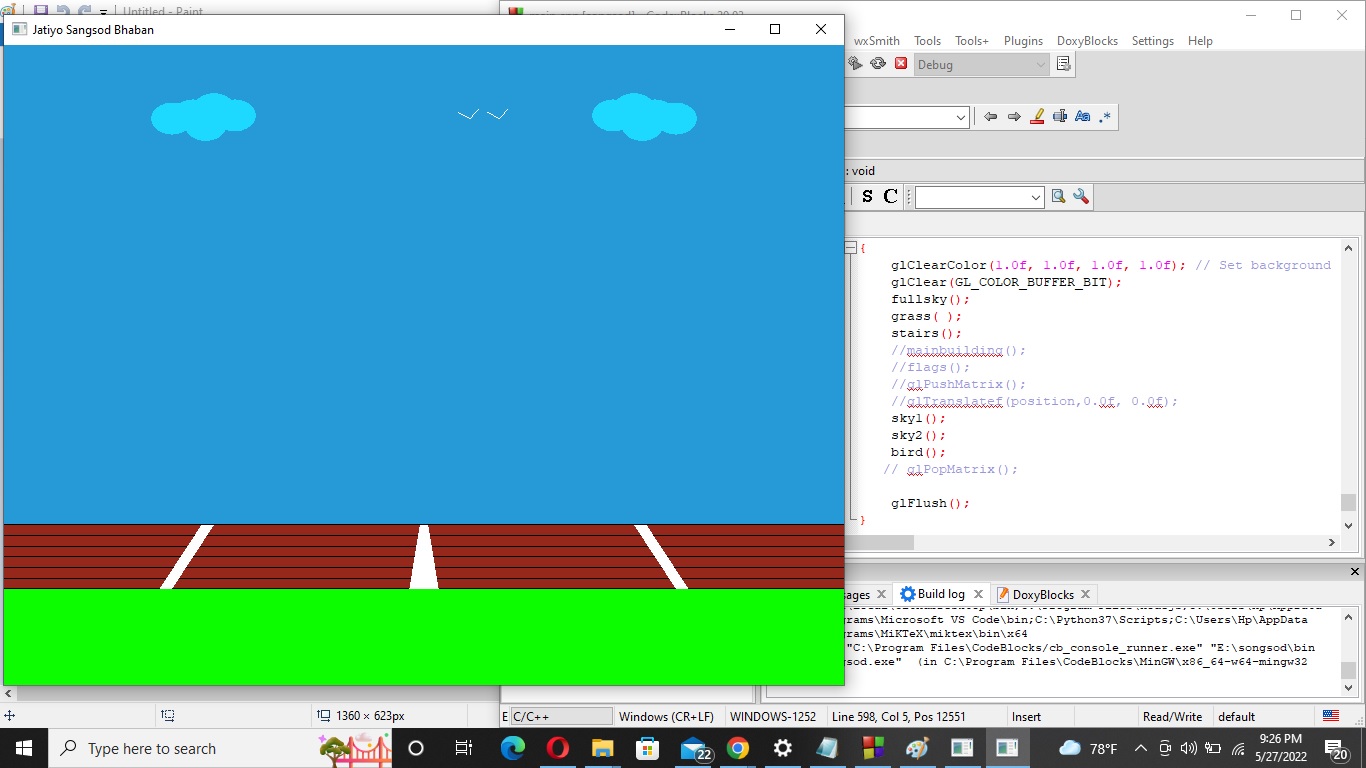 Untitled - Paint
Jatiyo Sangsod Bhaban
wxSmith Tools Tools+ Plugins DoxyBlocks Settings Help
Debug
: void
S C
{
glClearColor(1.0f, 1.0f, 1.0f, 1.0f); // Set background
glClear(GL_COLOR_BUFFER_BIT);
fullsky();
grass( );
stairs();
//mainbuilding();
//flags();
//glPushMatrix();
//glTranslatef(position,0.0f, 0.0f);
sky1();
sky2();
bird();
// glPopMatrix();
glFlush();
}
sages Build log DoxyBlocks
grams\Microsoft VS Code\bin;C:\Python37\Scripts;C:\Users\Hp\AppData
grams\MiKTeX\miktex\bin\x64
"C:\Program Files\CodeBlocks/cb_console_runner.exe" "E:\songsod\bin
sod.exe" (in C:\Program Files\CodeBlocks\MinGW\x86_64-w64-mingw32
1360 × 623px
E C/C++ Windows (CR+LF) WINDOWS-1252 Line 598, Col 5, Pos 12551 Insert Read/Write default
Type here to search
22
78°F
9:26 PM
5/27/2022
20